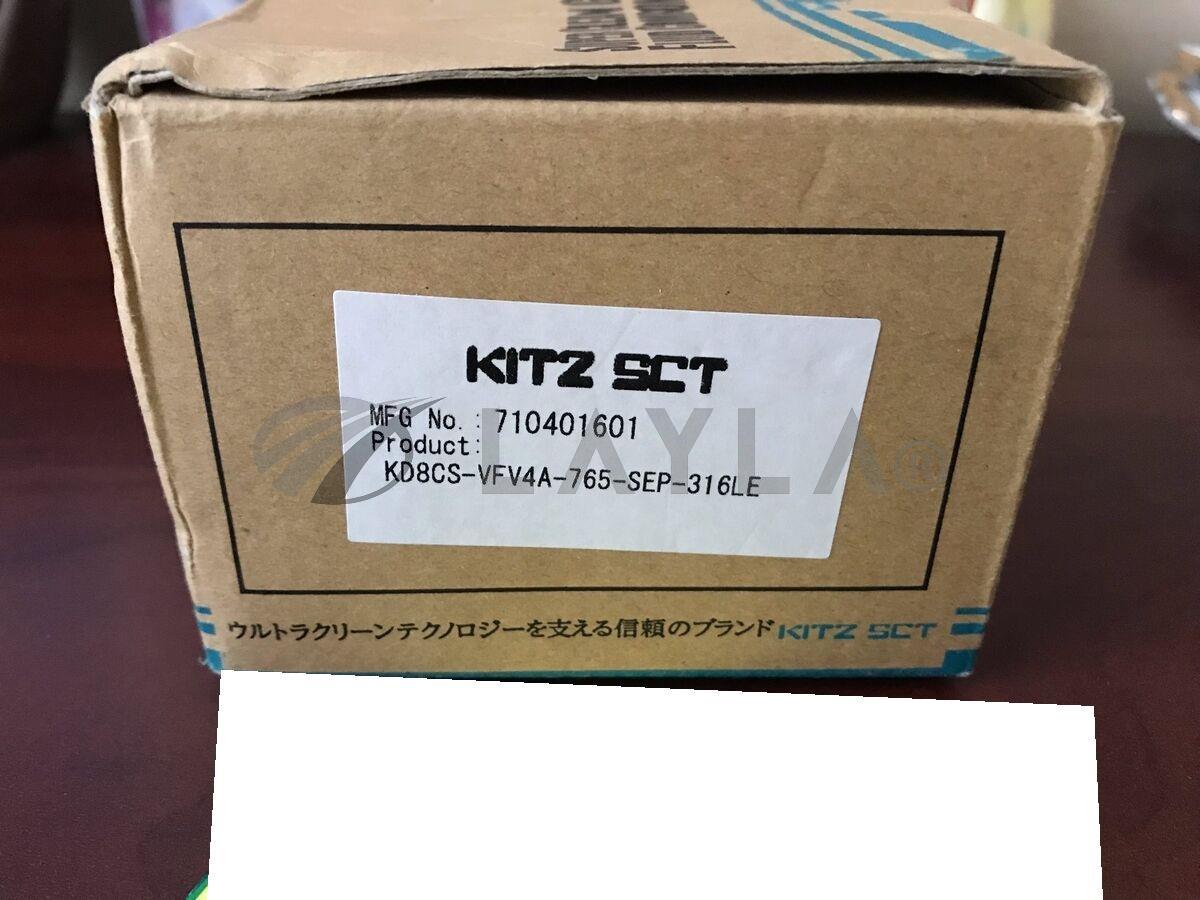 KITZ SCT
MFG No. : 710401601
Product:
KD8CS-VFV4A-765-SEP-316LE
LAYLA®
ウルトラクリーンテクノロジーを支える信頼のブランド KITZ SCT